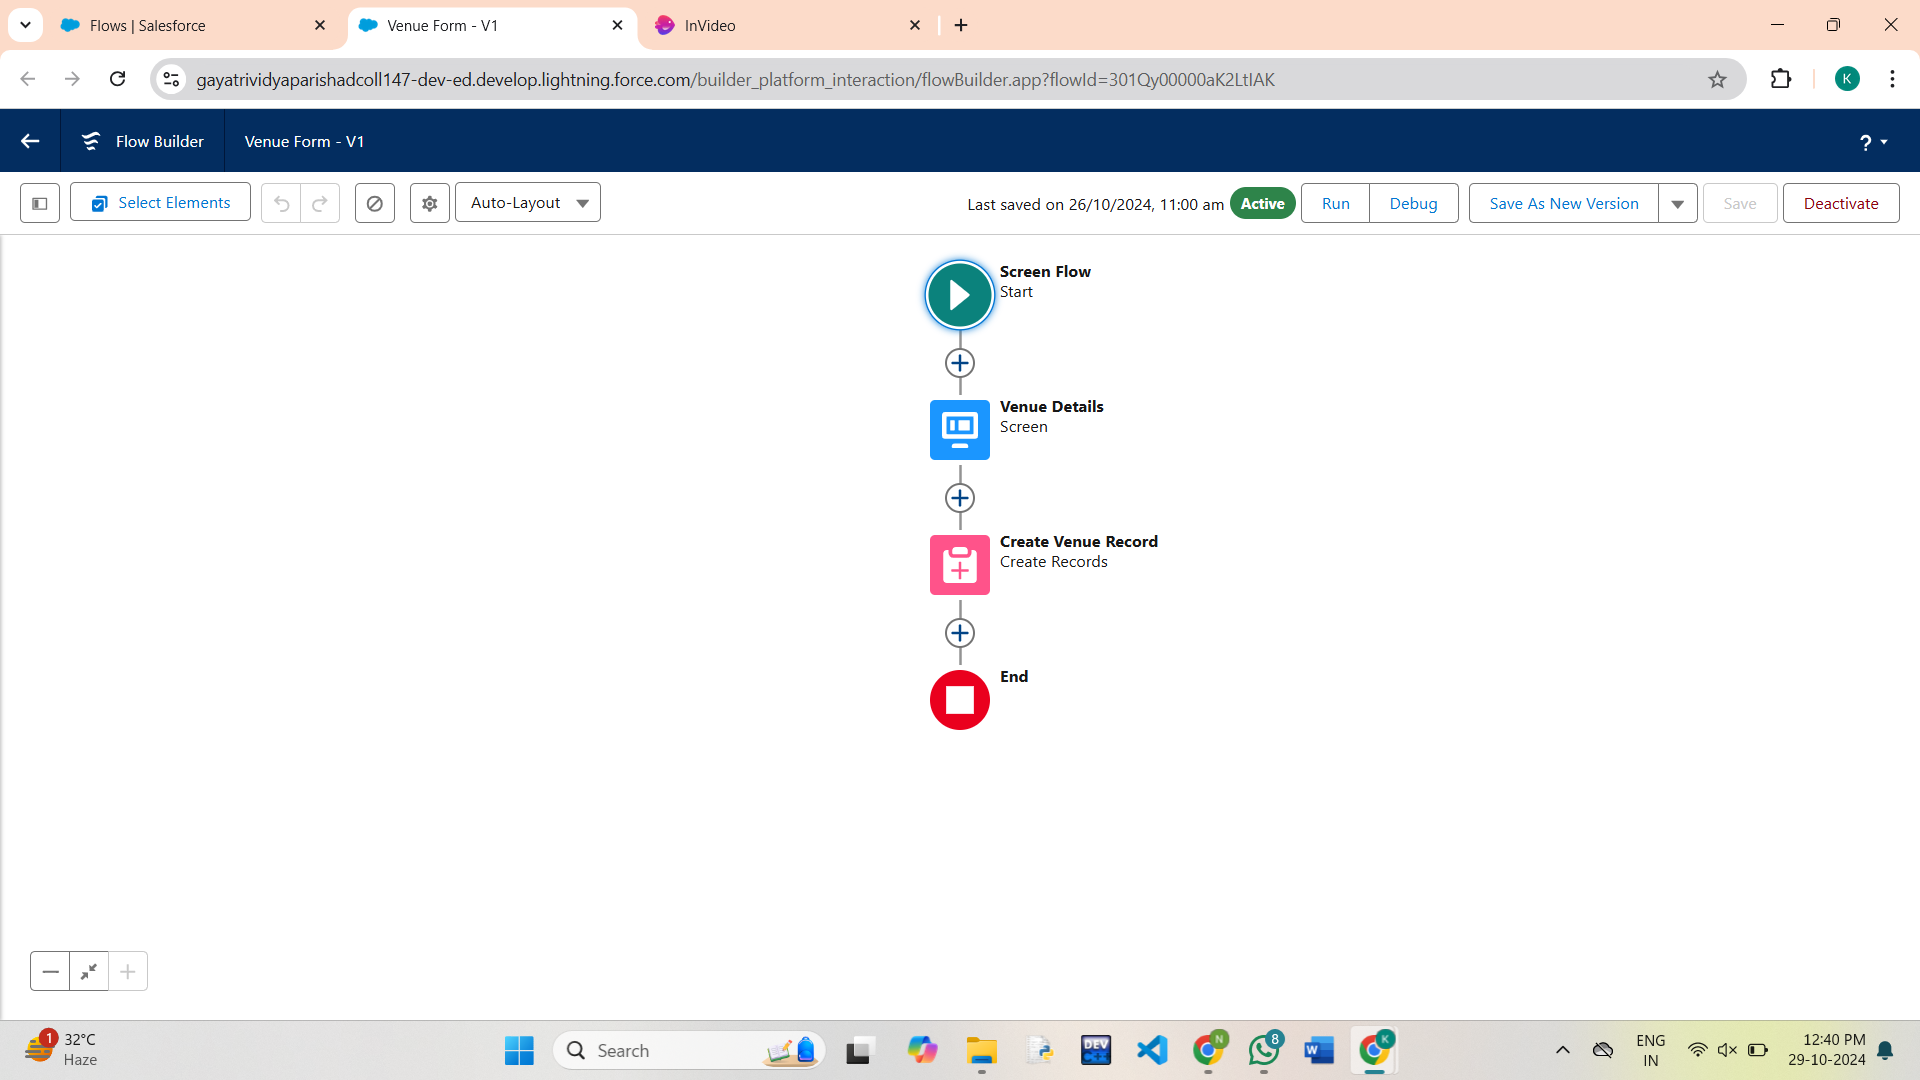 Flows | Salesforce
Venue Form - V1
InVideo
gayatrividyaparishadcoll147-dev-ed.develop.lightning.force.com/builder_platform_interaction/flowBuilder.app?flowId=301Qy00000aK2LtIAK
K
Flow Builder
Venue Form - V1
?
Select Elements
Auto-Layout
Last saved on 26/10/2024, 11:00 am
Active
Run
Debug
Save As New Version
Save
Deactivate
Screen Flow
Start
Venue Details
Screen
Create Venue Record
Create Records
End
1
32°C
Haze
Search
DEV
C++
N
8
W
K
ENG
IN
12:40 PM
29-10-2024